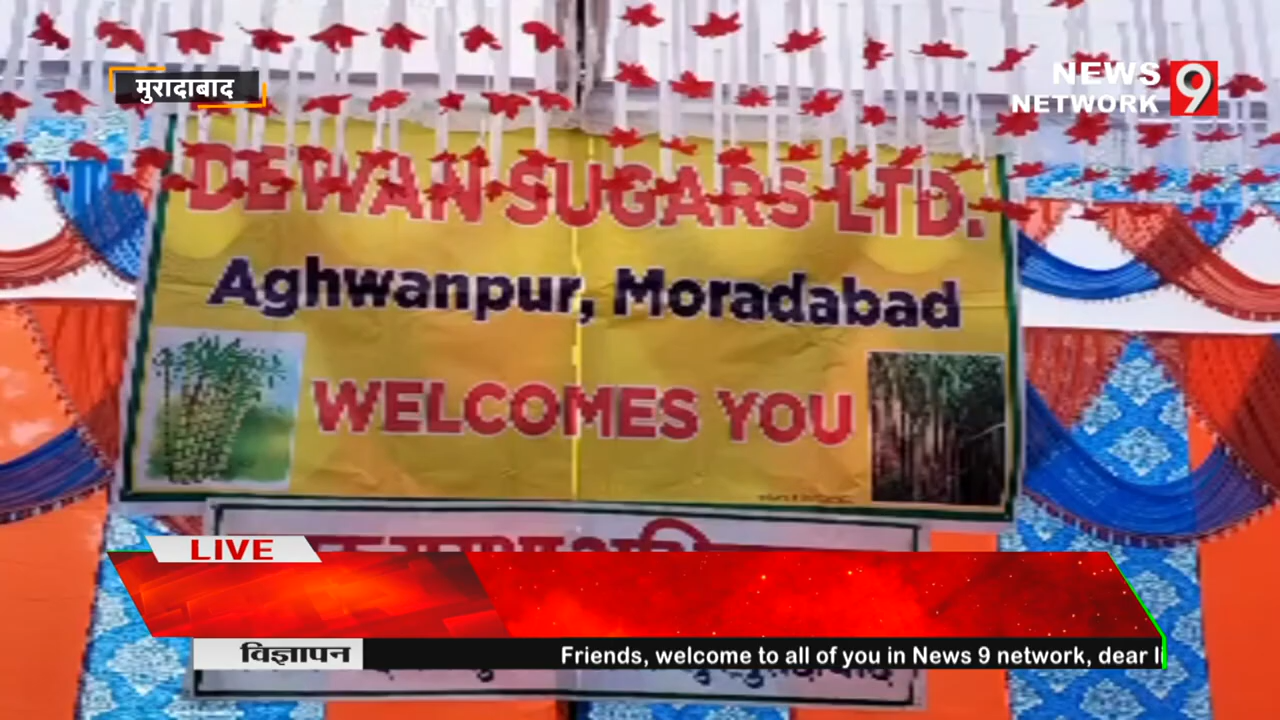 मुरादाबाद
NEWS
NETWORK 9
DEWAN SUGARS LTD.
Aghwanpur, Moradabad
WELCOMES YOU
LIVE
विज्ञापन
Friends, welcome to all of you in News 9 network, dear